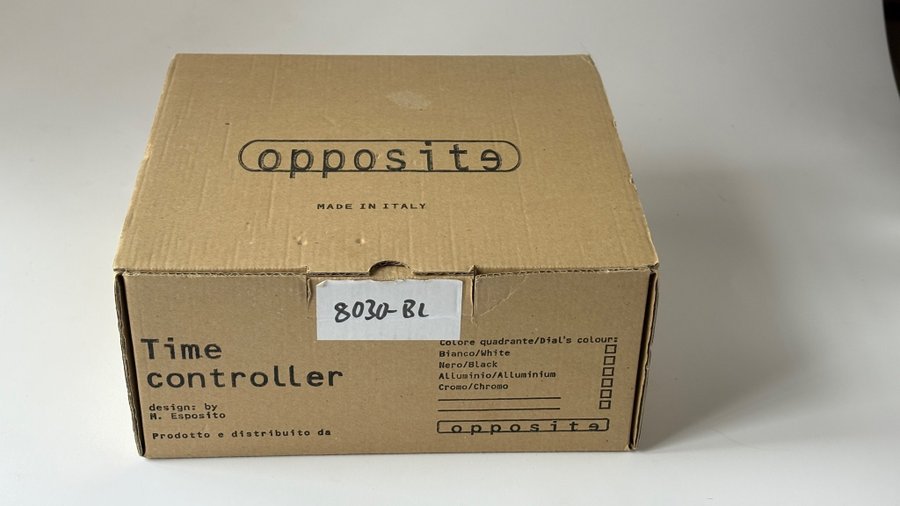 opposite
MADE IN ITALY
8030-BL
Time
controller
design: by
M. Esposito
Prodotto e distribuito da
Colore quadrante/Dial's colour:
Bianco/White
Nero/Black
Alluminio/Alluminium
Cromo/Chromo
opposite